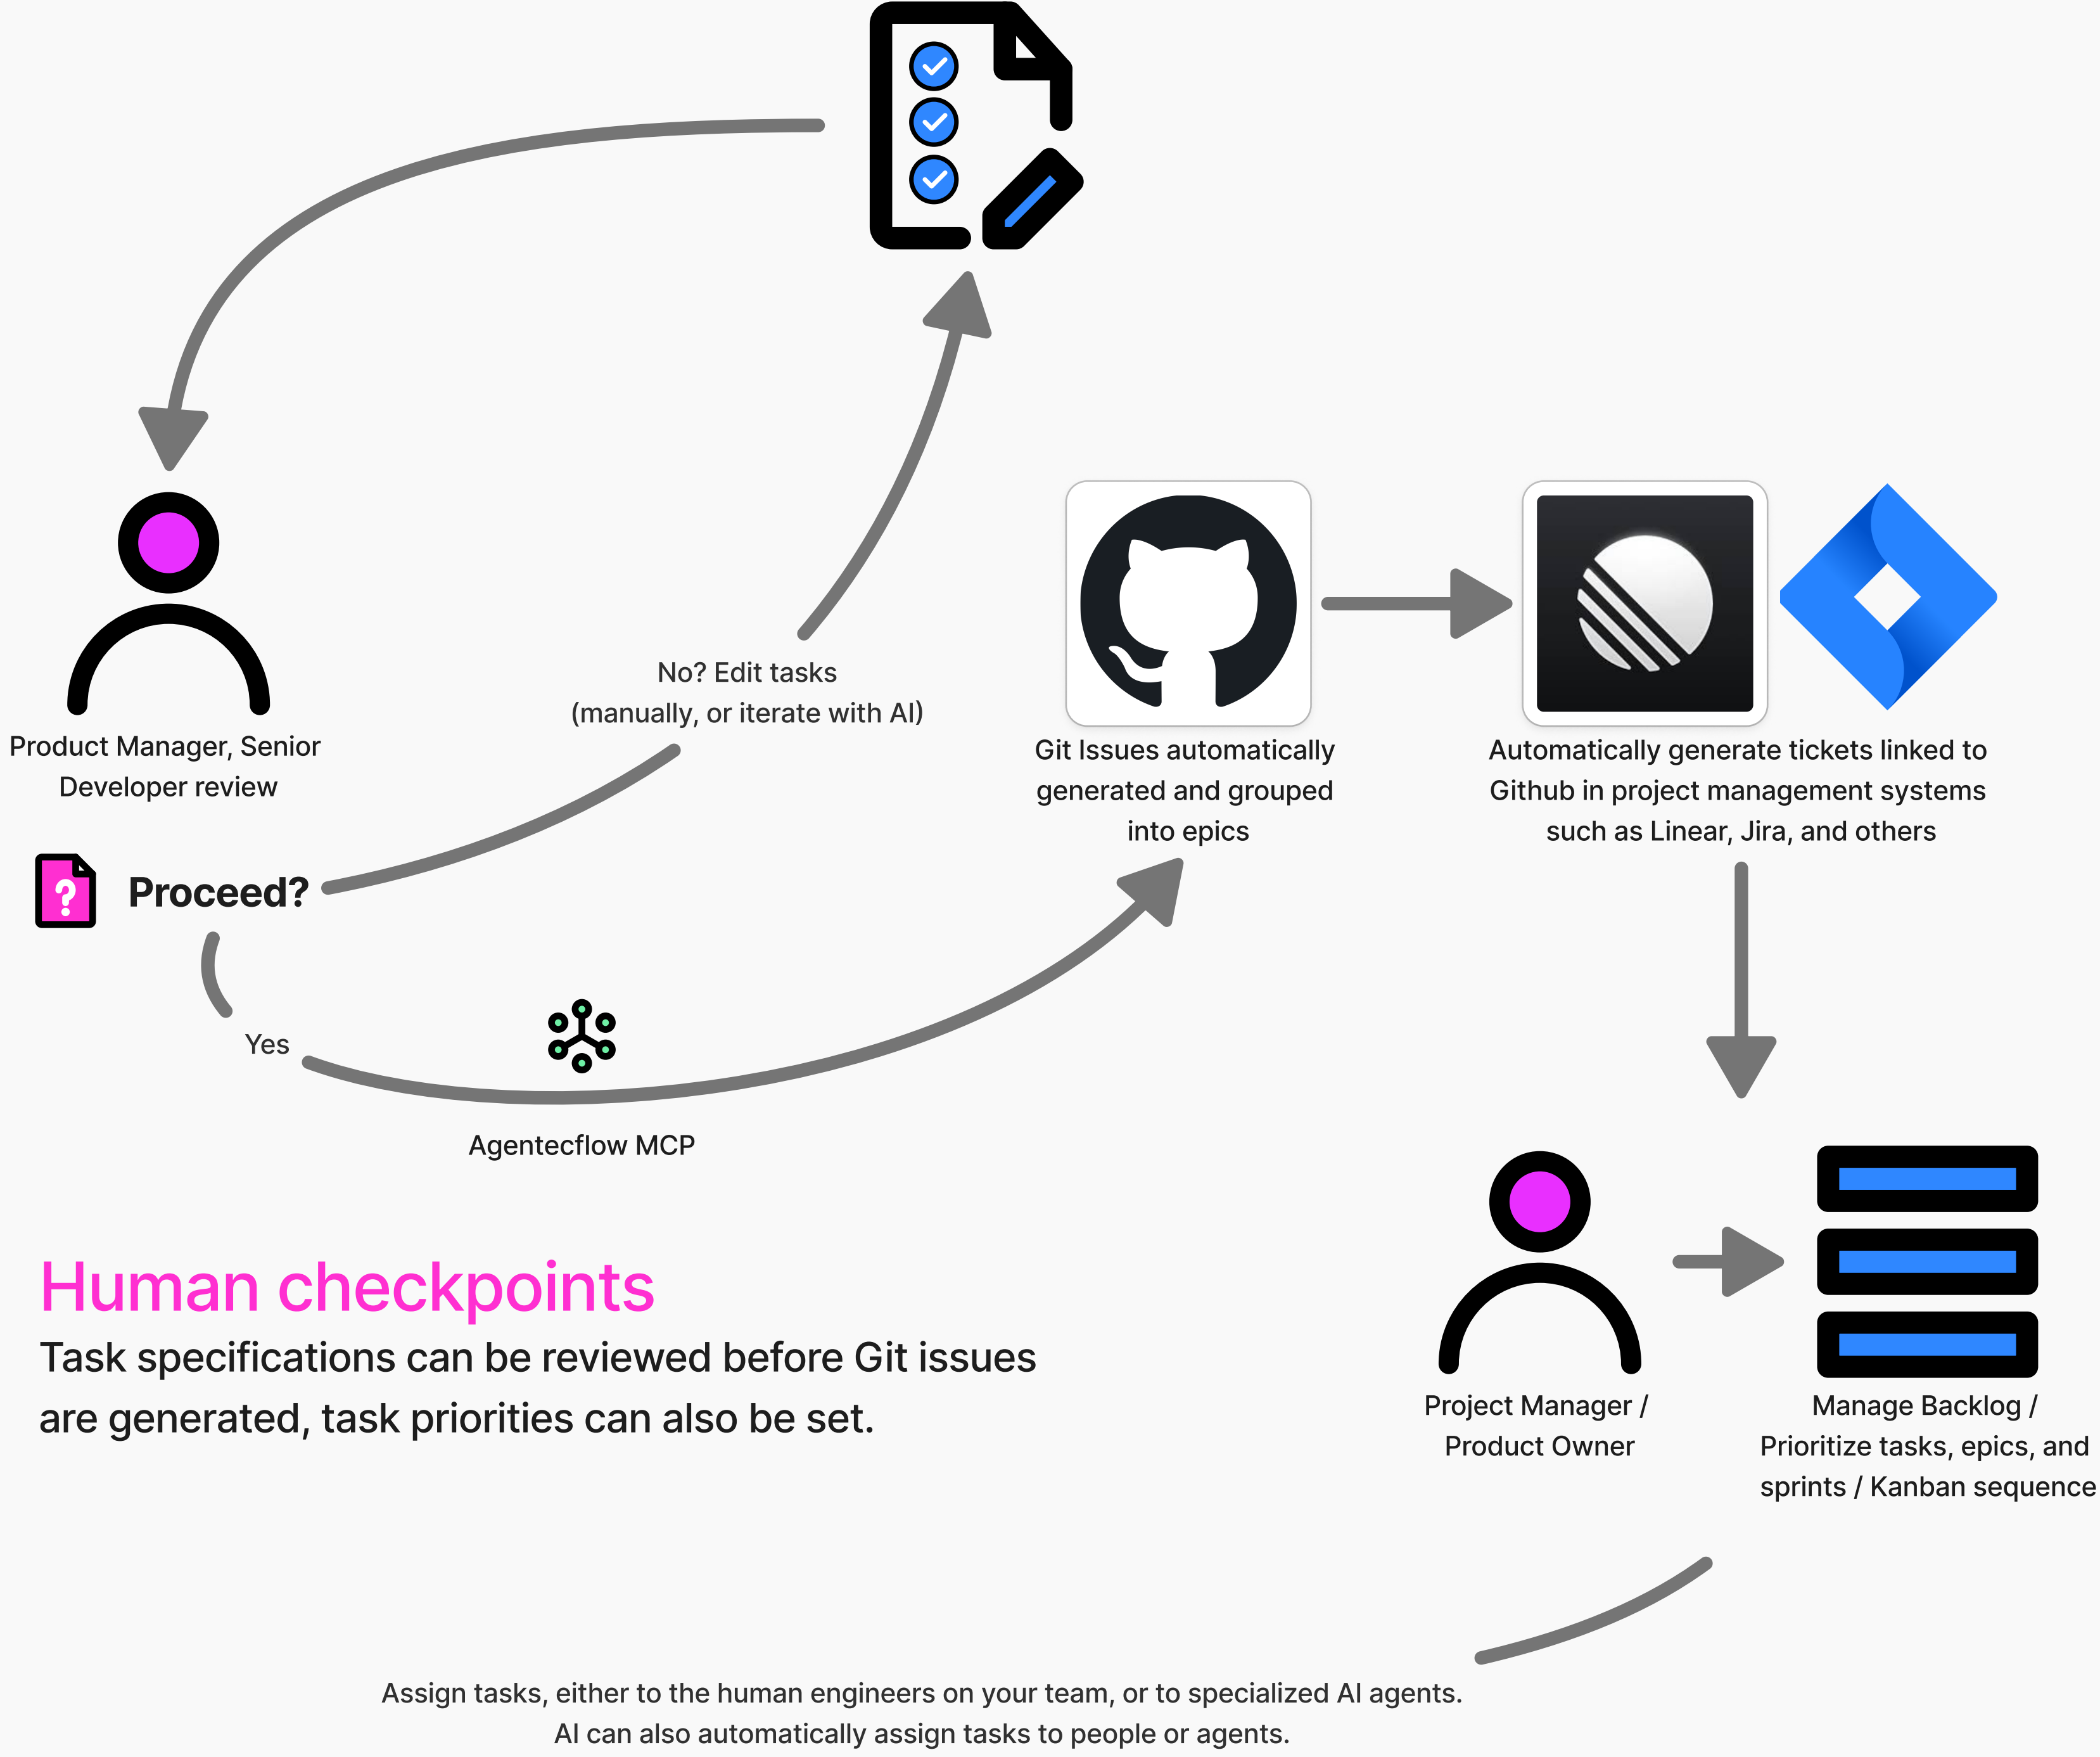 No? Edit tasks
(manually, or iterate with AI)
Product Manager, Senior
Developer review
Proceed?
Yes
Agentecflow MCP
Git Issues automatically
generated and grouped
into epics
Automatically generate tickets linked to
Github in project management systems
such as Linear, Jira, and others
Human checkpoints
Task specifications can be reviewed before Git issues
are generated, task priorities can also be set.
Project Manager /
Product Owner
Manage Backlog /
Prioritize tasks, epics, and
sprints / Kanban sequence
Assign tasks, either to the human engineers on your team, or to specialized AI agents.
AI can also automatically assign tasks to people or agents.